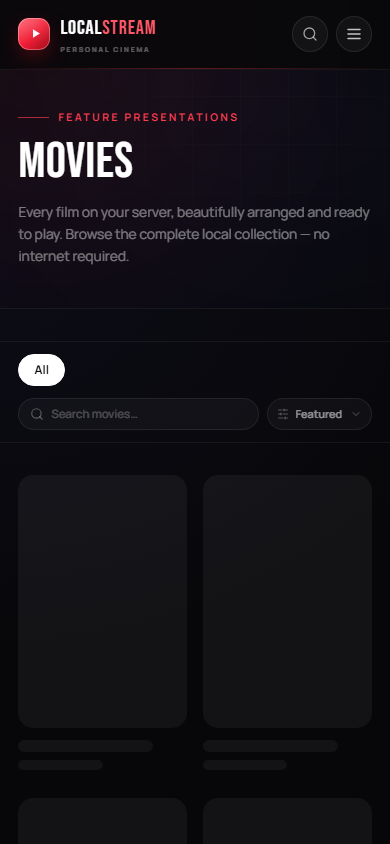 LOCALSTREAM
PERSONAL CINEMA
FEATURE PRESENTATIONS
MOVIES
Every film on your server, beautifully arranged and ready
to play. Browse the complete local collection — no
internet required.
All
Search movies…
Featured